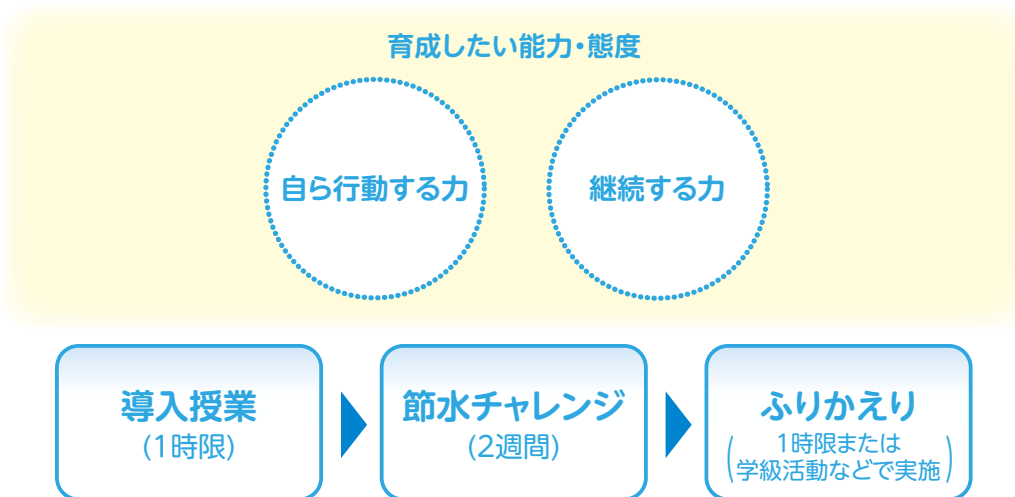 育成したい能力・態度
自ら行動する力
継続する力
導入授業
(1時限)
節水チャレンジ
(2週間)
ふりかえり
(1時限または
学級活動などで実施)